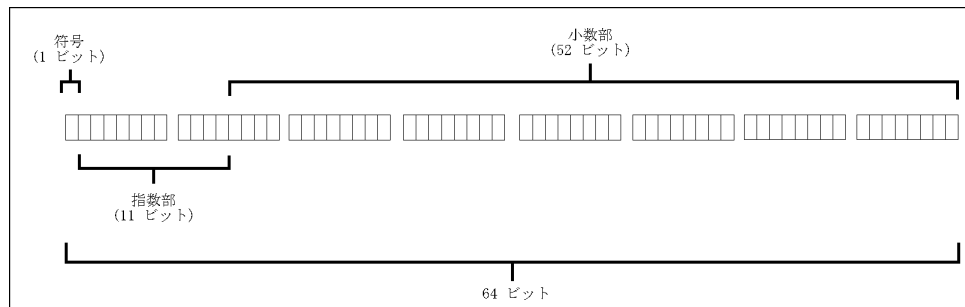 符号
(1 ビット)
小数部
(52 ビット)
指数部
(11 ビット)
64 ビット